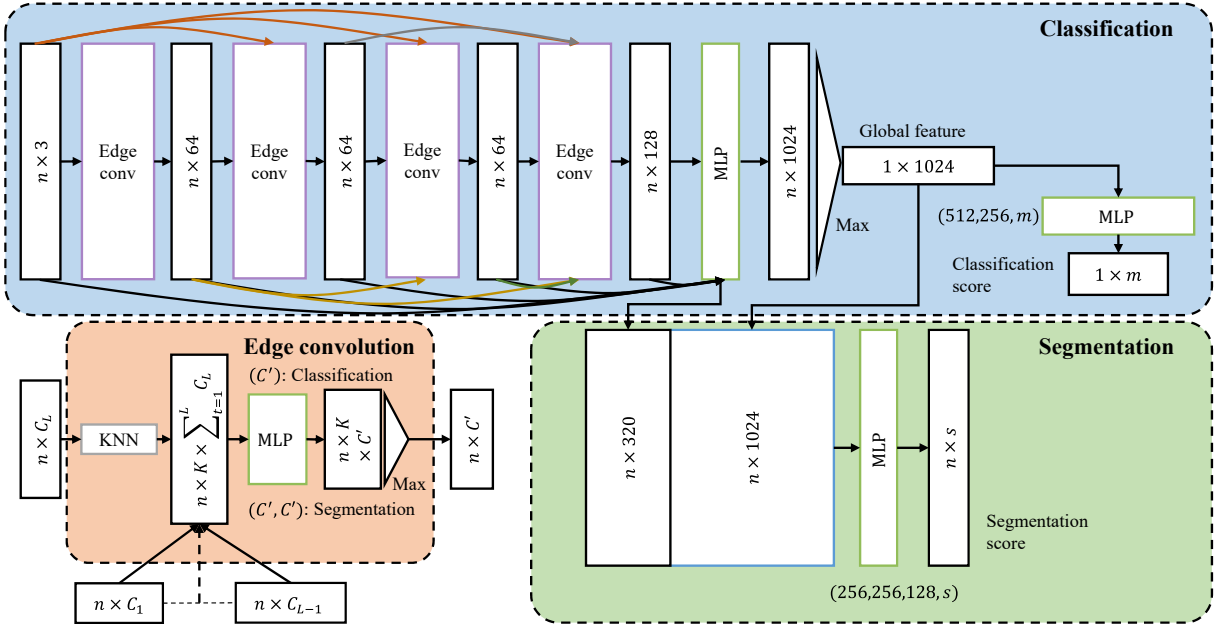 Classification
n × 3
Edge
conv
n × 64
Edge
conv
n × 64
Edge
conv
n × 64
Edge
conv
n × 128
MLP
n × 1024
Max
Global feature
1 × 1024
(512,256, m)
MLP
Classification
score
1 × m
Edge convolution
n × C_L
KNN
n × K × ∑_{t=1}^{L} C_L
(C′): Classification
MLP
(C′, C′): Segmentation
n × K
× C′
Max
n × C′
n × C_1
n × C_{L−1}
Segmentation
n × 320
n × 1024
MLP
n × s
Segmentation
score
(256,256,128, s)